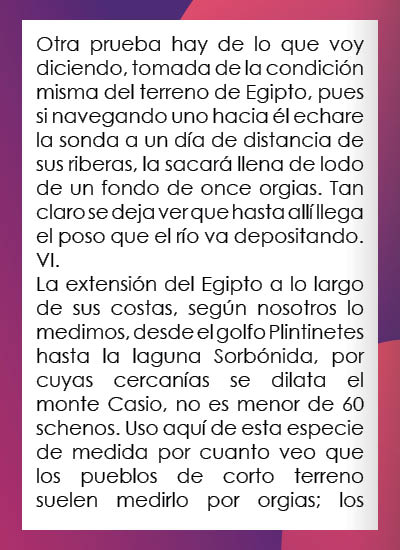 Otra prueba hay de lo que voy
diciendo, tomada de la condición
misma del terreno de Egipto, pues
si navegando uno hacia él echare
la sonda a un día de distancia de
sus riberas, la sacará llena de lodo
de un fondo de once orgias. Tan
claro se deja ver que hasta allí llega
el poso que el río va depositando.
VI.
La extensión del Egipto a lo largo
de sus costas, según nosotros lo
medimos, desde el golfo Plintinetes
hasta la laguna Sorbónida, por
cuyas cercanías se dilata el
monte Casio, no es menor de 60
schenos. Uso aquí de esta especie
de medida por cuanto veo que
los pueblos de corto terreno
suelen medirlo por orgias; los